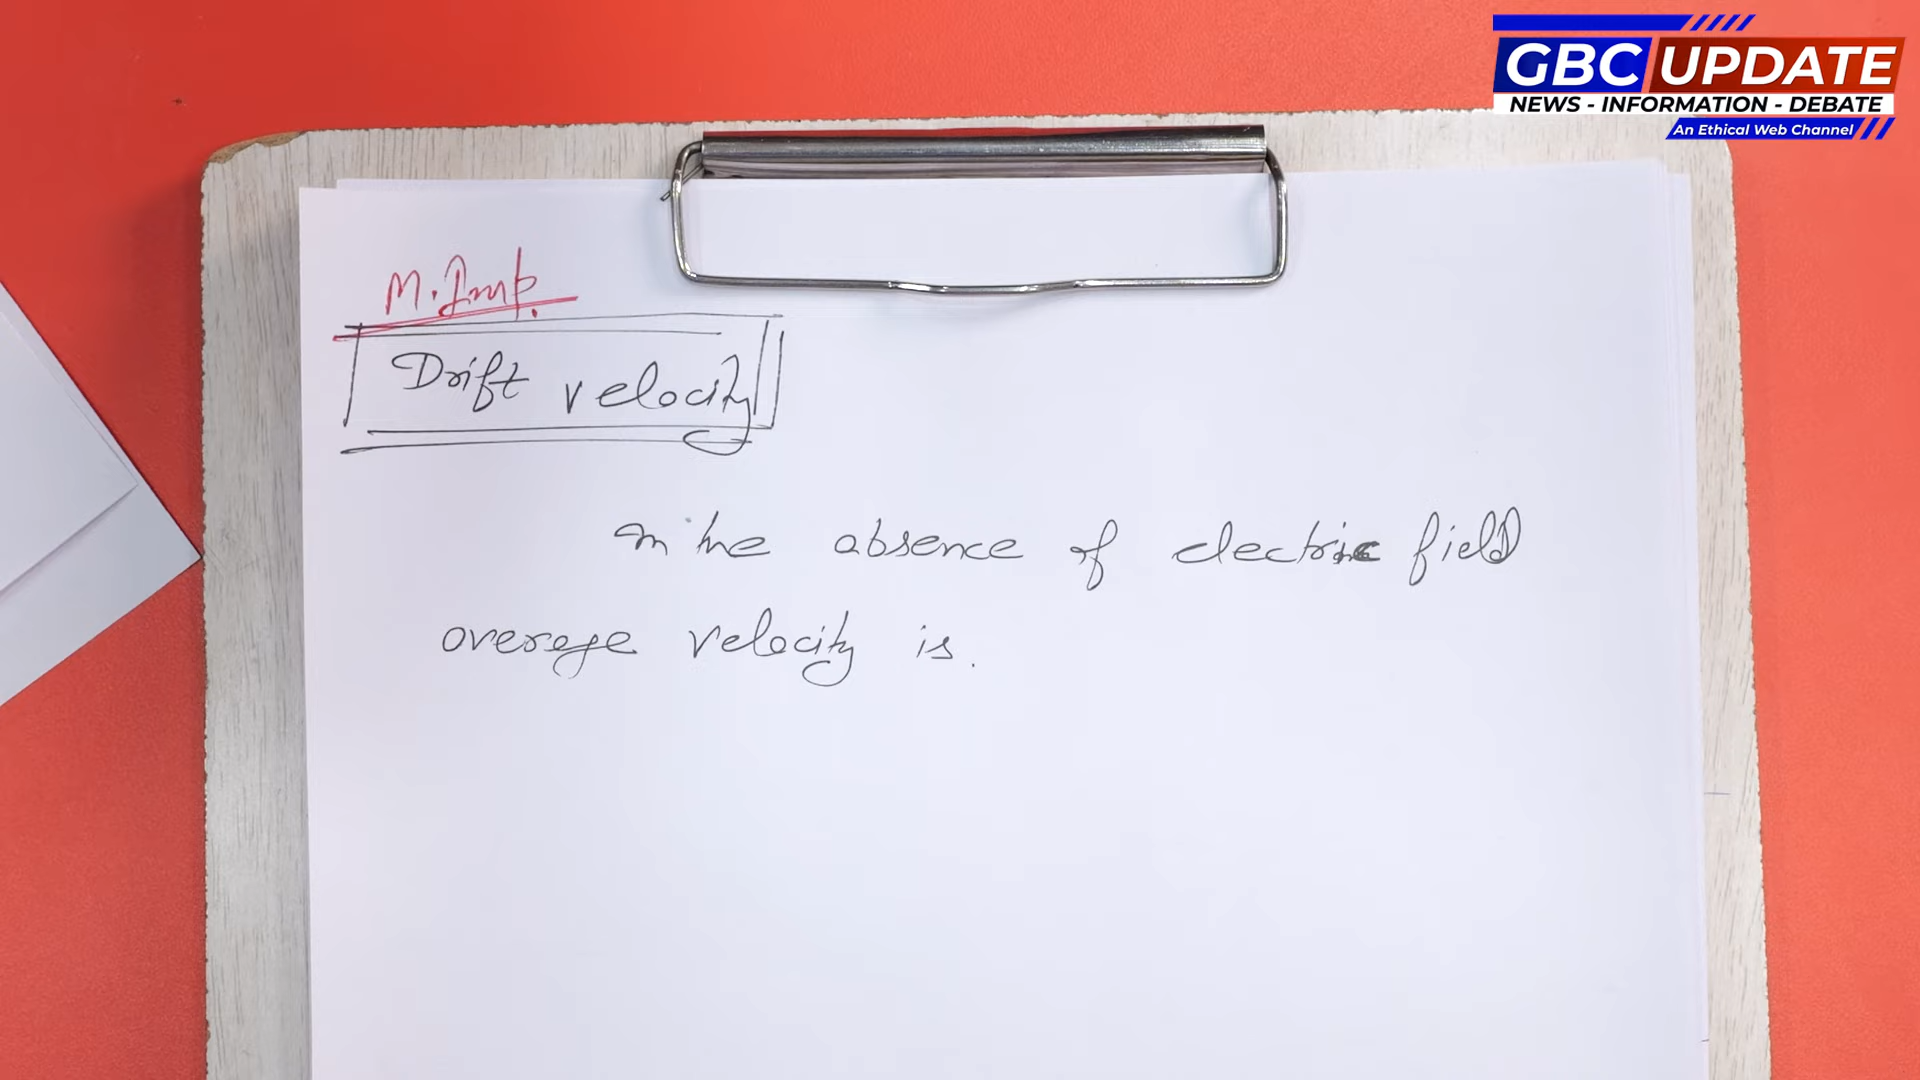 GBC UPDATE
NEWS - INFORMATION - DEBATE
An Ethical Web Channel
M. Imp.
Drift velocity
In the absence of electric field
average velocity is.